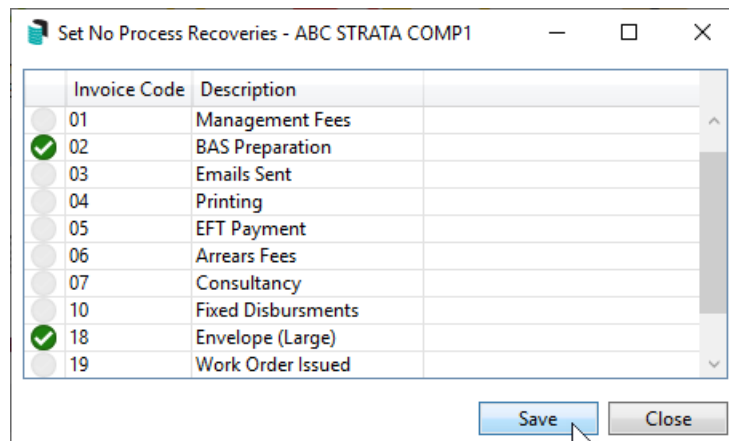 Set No Process Recoveries - ABC STRATA COMP1
Invoice Code Description
01 Management Fees
02 BAS Preparation
03 Emails Sent
04 Printing
05 EFT Payment
06 Arrears Fees
07 Consultancy
10 Fixed Disbursments
18 Envelope (Large)
19 Work Order Issued
Save Close